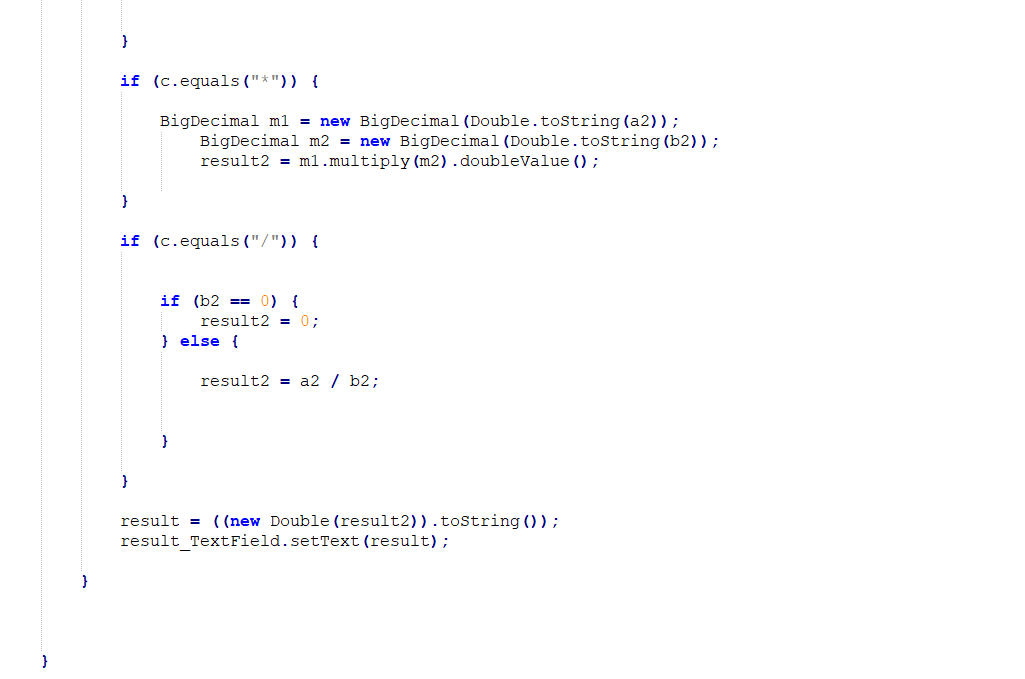 }
if (c.equals("*")) {
BigDecimal m1 = new BigDecimal(Double.toString(a2));
BigDecimal m2 = new BigDecimal(Double.toString(b2));
result2 = m1.multiply(m2).doubleValue();
}
if (c.equals("/")) {
if (b2 == 0) {
result2 = 0;
} else {
result2 = a2 / b2;
}
}
result = ((new Double(result2)).toString());
result_TextField.setText(result);
}
}